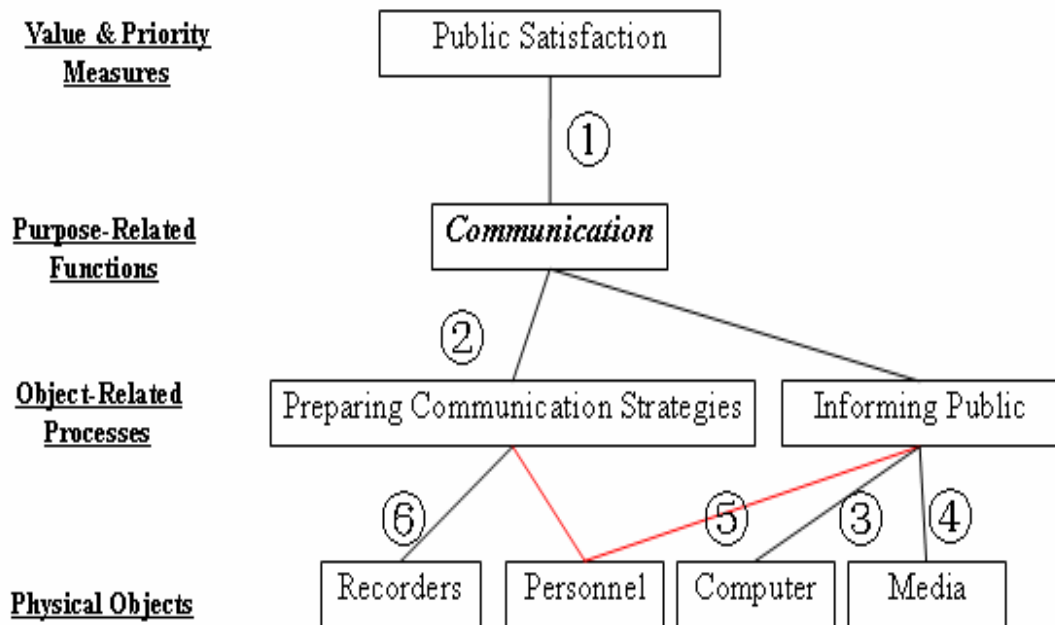 Value & Priority
Measures
Public Satisfaction
①
Purpose-Related
Functions
Communication
②
Object-Related
Processes
Preparing Communication Strategies
Informing Public
⑥
⑤
③
④
Physical Objects
Recorders
Personnel
Computer
Media